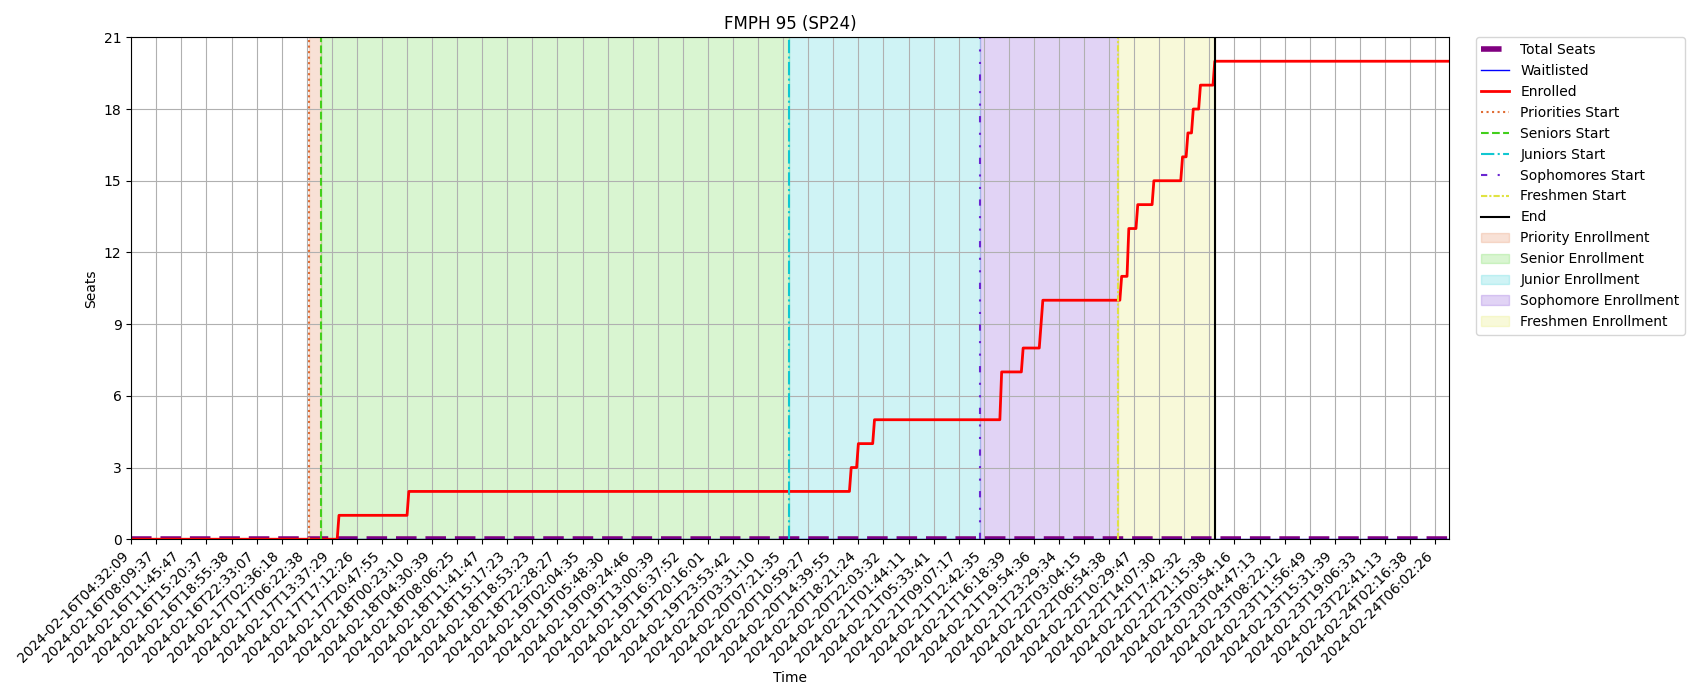 FMPH 95 (SP24)
21
18
15
12
9
6
3
0
Seats
2024-02-16T04:32:09
2024-02-16T08:09:37
2024-02-16T11:45:47
2024-02-16T15:20:37
2024-02-16T18:55:38
2024-02-16T22:33:07
2024-02-17T02:36:18
2024-02-17T06:22:38
2024-02-17T13:37:29
2024-02-17T17:12:26
2024-02-17T20:47:55
2024-02-18T00:23:10
2024-02-18T04:30:39
2024-02-18T08:06:25
2024-02-18T11:41:47
2024-02-18T15:17:23
2024-02-18T18:53:23
2024-02-18T22:28:27
2024-02-19T02:04:35
2024-02-19T05:48:30
2024-02-19T09:24:46
2024-02-19T13:00:39
2024-02-19T16:37:52
2024-02-19T20:16:01
2024-02-19T23:53:42
2024-02-20T03:31:10
2024-02-20T07:21:35
2024-02-20T10:59:27
2024-02-20T14:39:55
2024-02-20T18:21:24
2024-02-20T22:03:32
2024-02-21T01:44:11
2024-02-21T05:33:41
2024-02-21T09:07:17
2024-02-21T12:42:35
2024-02-21T16:18:39
2024-02-21T19:54:36
2024-02-21T23:29:34
2024-02-22T03:04:15
2024-02-22T06:54:38
2024-02-22T10:29:47
2024-02-22T14:07:30
2024-02-22T17:42:32
2024-02-22T21:15:38
2024-02-23T00:54:16
2024-02-23T04:47:13
2024-02-23T08:22:12
2024-02-23T11:56:49
2024-02-23T15:31:39
2024-02-23T19:06:33
2024-02-23T22:41:13
2024-02-24T02:16:38
2024-02-24T06:02:26
Time
Total Seats
Waitlisted
Enrolled
Priorities Start
Seniors Start
Juniors Start
Sophomores Start
Freshmen Start
End
Priority Enrollment
Senior Enrollment
Junior Enrollment
Sophomore Enrollment
Freshmen Enrollment